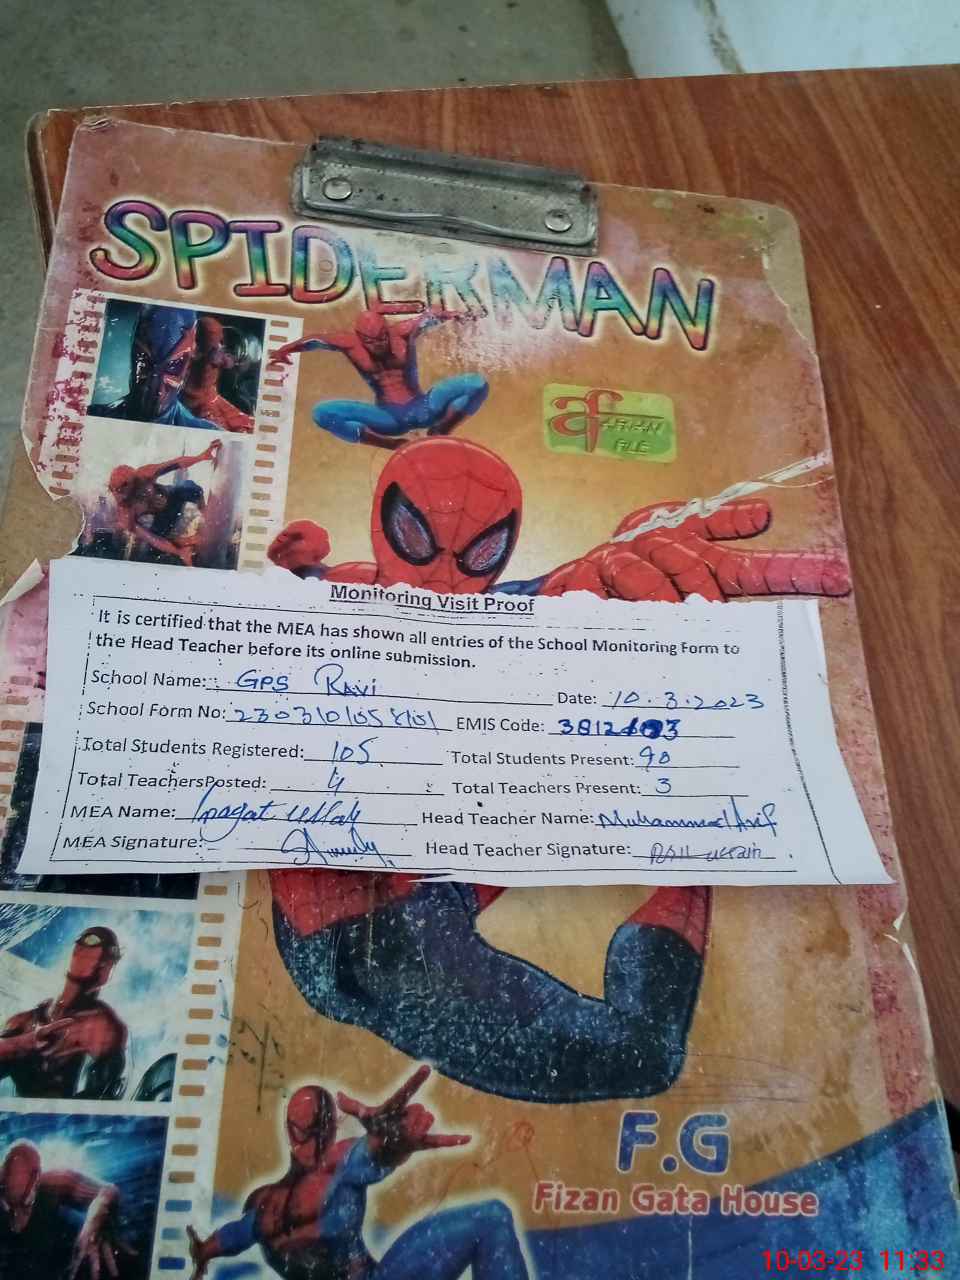 SPIDERMAN
Monitoring Visit Proof
It is certified that the MEA has shown all entries of the School Monitoring Form to
the Head Teacher before its online submission.
School Name: GPS Ravi Date: 10.3.2023
School Form No: EMIS Code:
Total Students Registered: 105 Total Students Present: 90
Total TeachersPosted: 4 Total Teachers Present: 3
MEA Name: Head Teacher Name: Muhammad Arif
MEA Signature: Head Teacher Signature:
F.G
Fizan Gata House
10-03-23 11:33